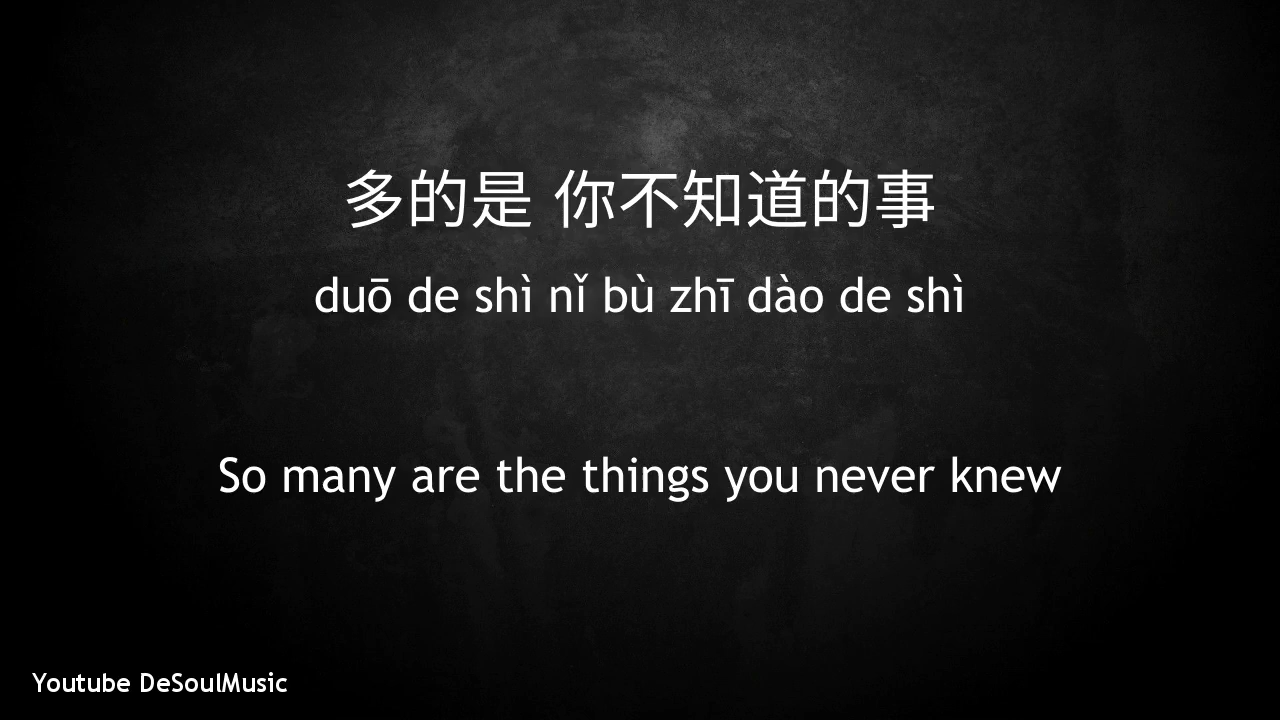 多的是 你不知道的事
duō de shì nǐ bù zhī dào de shì
So many are the things you never knew
Youtube DeSoulMusic